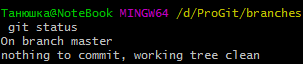 Танюшка@NoteBook MINGW64 /d/ProGit/branches
git status
On branch master
nothing to commit, working tree clean